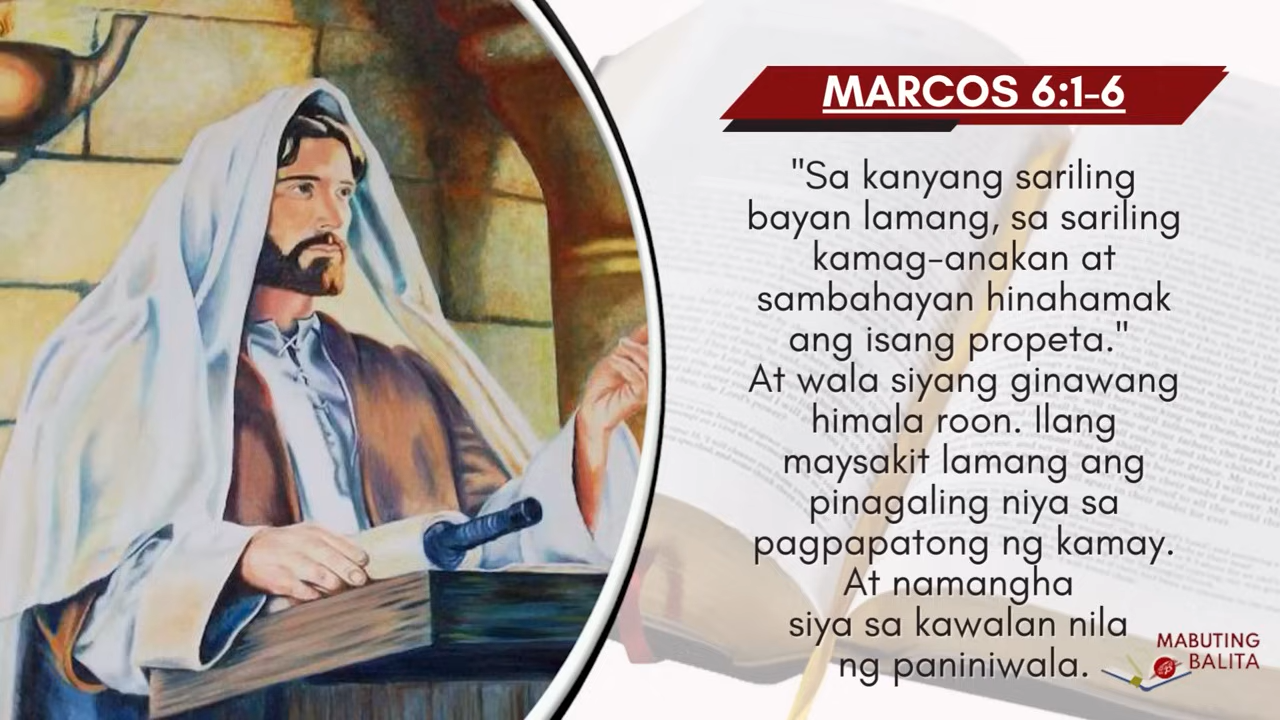 MARCOS 6:1-6
"Sa kanyang sariling
bayan lamang, sa sariling
kamag-anakan at
sambahayan hinahamak
ang isang propeta."
At wala siyang ginawang
himala roon. Ilang
maysakit lamang ang
pinagaling niya sa
pagpapatong ng kamay.
At namangha
siya sa kawalan nila
ng paniniwala.
MABUTING
BALITA